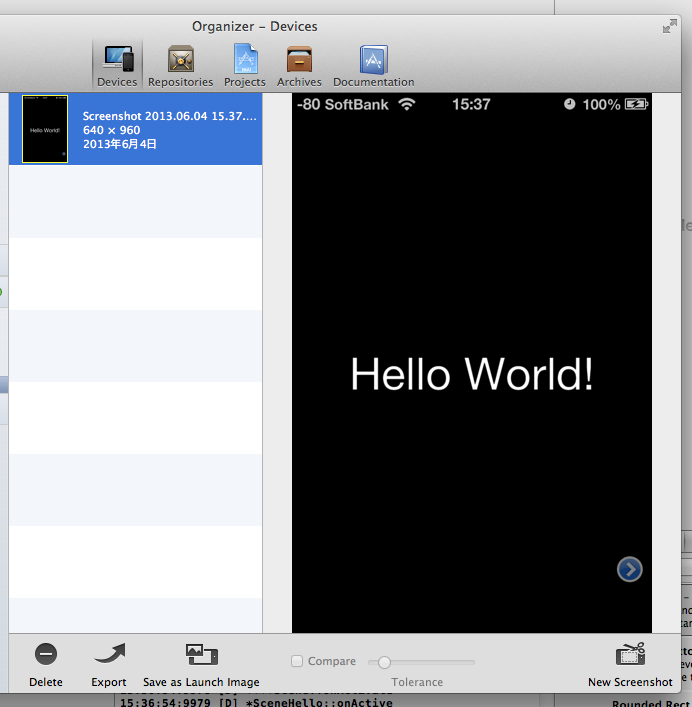 Organizer – Devices
Devices
Repositories
Projects
Archives
Documentation
Hello World!
Screenshot 2013.06.04 15.37....
640 × 960
2013年6月4日
-80 SoftBank 15:37 100%
Hello World!
Delete
Export
Save as Launch Image
Compare
Tolerance
New Screenshot
15:36:54:9979 [D] *SceneHello::onActive
Rounded Rect